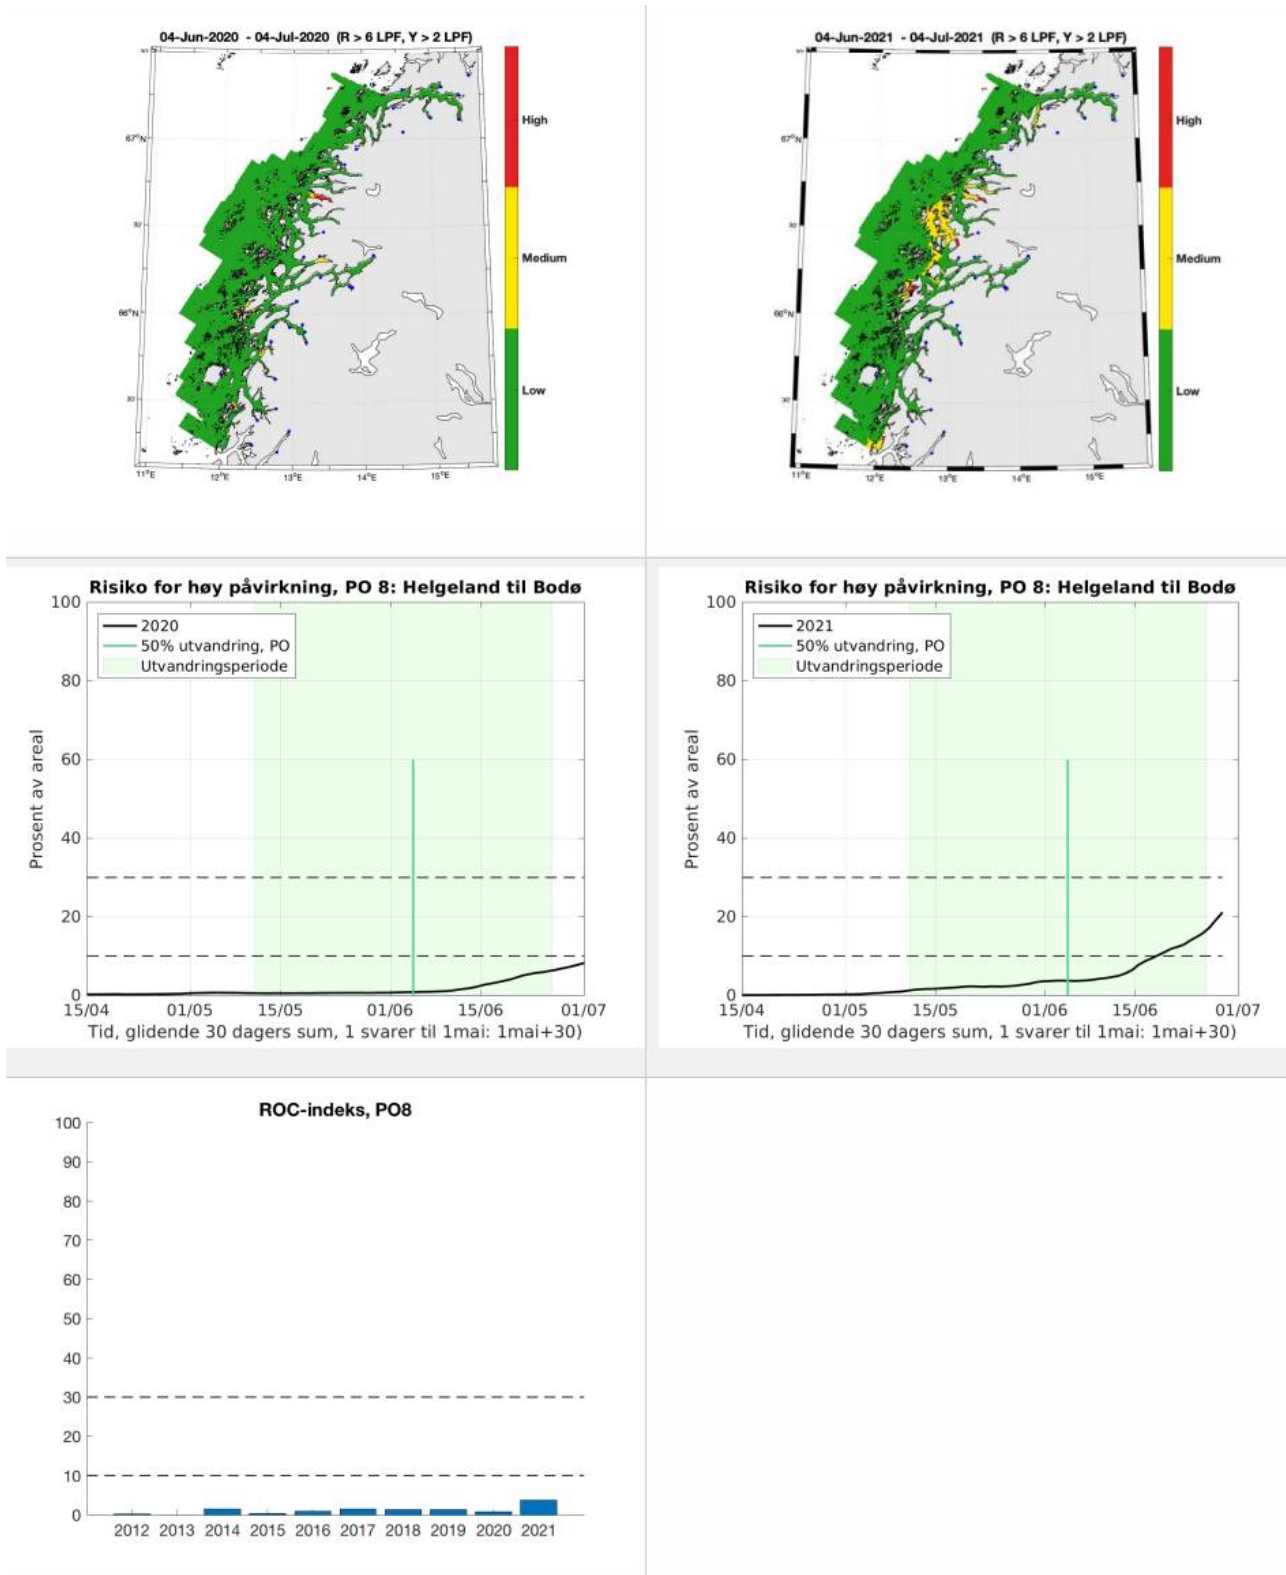 04-Jun-2020 - 04-Jul-2020 (R > 6 LPF, Y > 2 LPF)
High
67°N
30'
Medium
66°N
30'
Low
11°E 12°E 13°E 14°E 15°E
04-Jun-2021 - 04-Jul-2021 (R > 6 LPF, Y > 2 LPF)
High
67°N
30'
Medium
66°N
30'
Low
11°E 12°E 13°E 14°E 15°E
Risiko for høy påvirkning, PO 8: Helgeland til Bodø
100
80
60
40
20
0
Prosent av areal
2020
50% utvandring, PO
Utvandringsperiode
15/04 01/05 15/05 01/06 15/06 01/07
Tid, glidende 30 dagers sum, 1 svarer til 1mai: 1mai+30)
Risiko for høy påvirkning, PO 8: Helgeland til Bodø
100
80
60
40
20
0
Prosent av areal
2021
50% utvandring, PO
Utvandringsperiode
15/04 01/05 15/05 01/06 15/06 01/07
Tid, glidende 30 dagers sum, 1 svarer til 1mai: 1mai+30)
ROC-indeks, PO8
100
90
80
70
60
50
40
30
20
10
0
2012 2013 2014 2015 2016 2017 2018 2019 2020 2021